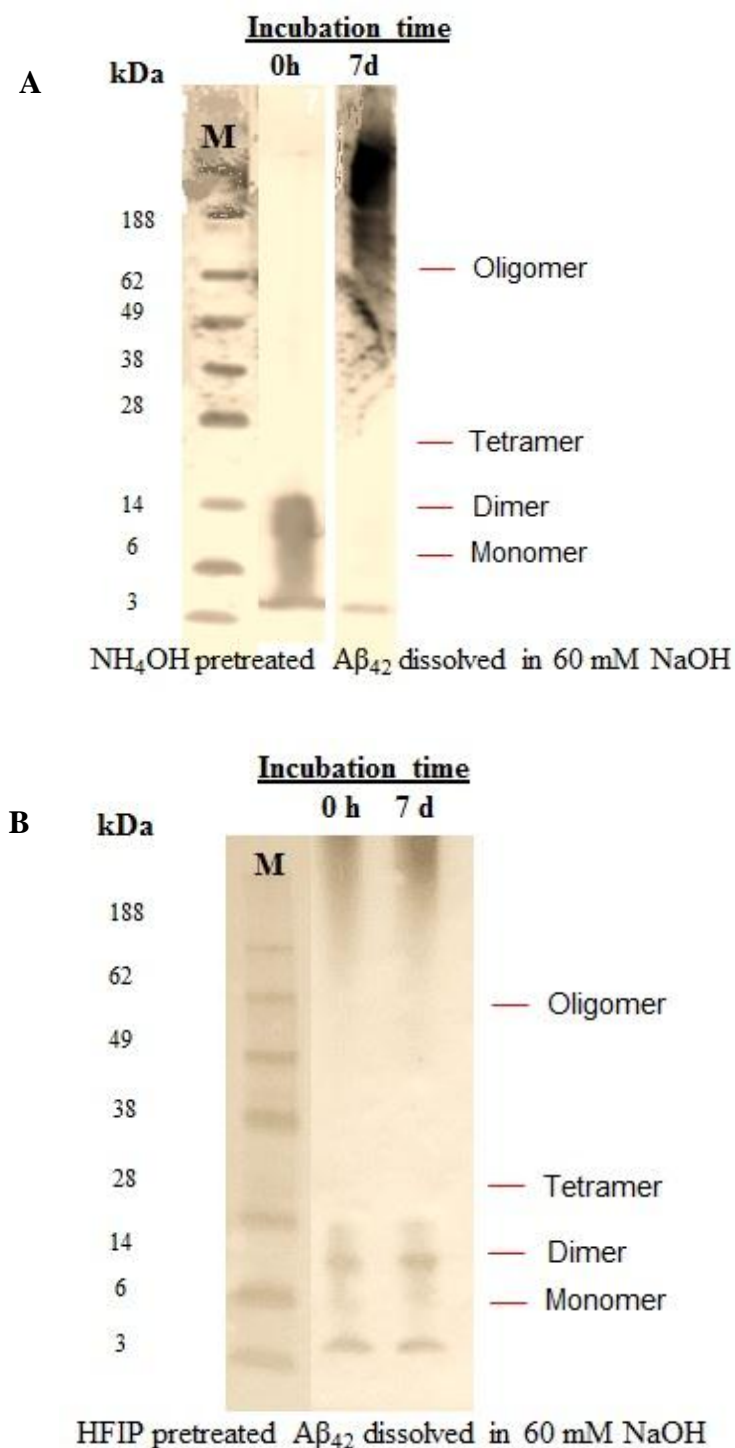 Incubation time
0h 7d
A
kDa
M
188
Oligomer
62
49
38
28
Tetramer
14
Dimer
6
Monomer
3
NH₄OH pretreated Aβ₄₂ dissolved in 60 mM NaOH
Incubation time
0 h 7 d
B
kDa
M
188
62
Oligomer
49
38
28
Tetramer
14
Dimer
6
Monomer
3
HFIP pretreated Aβ₄₂ dissolved in 60 mM NaOH